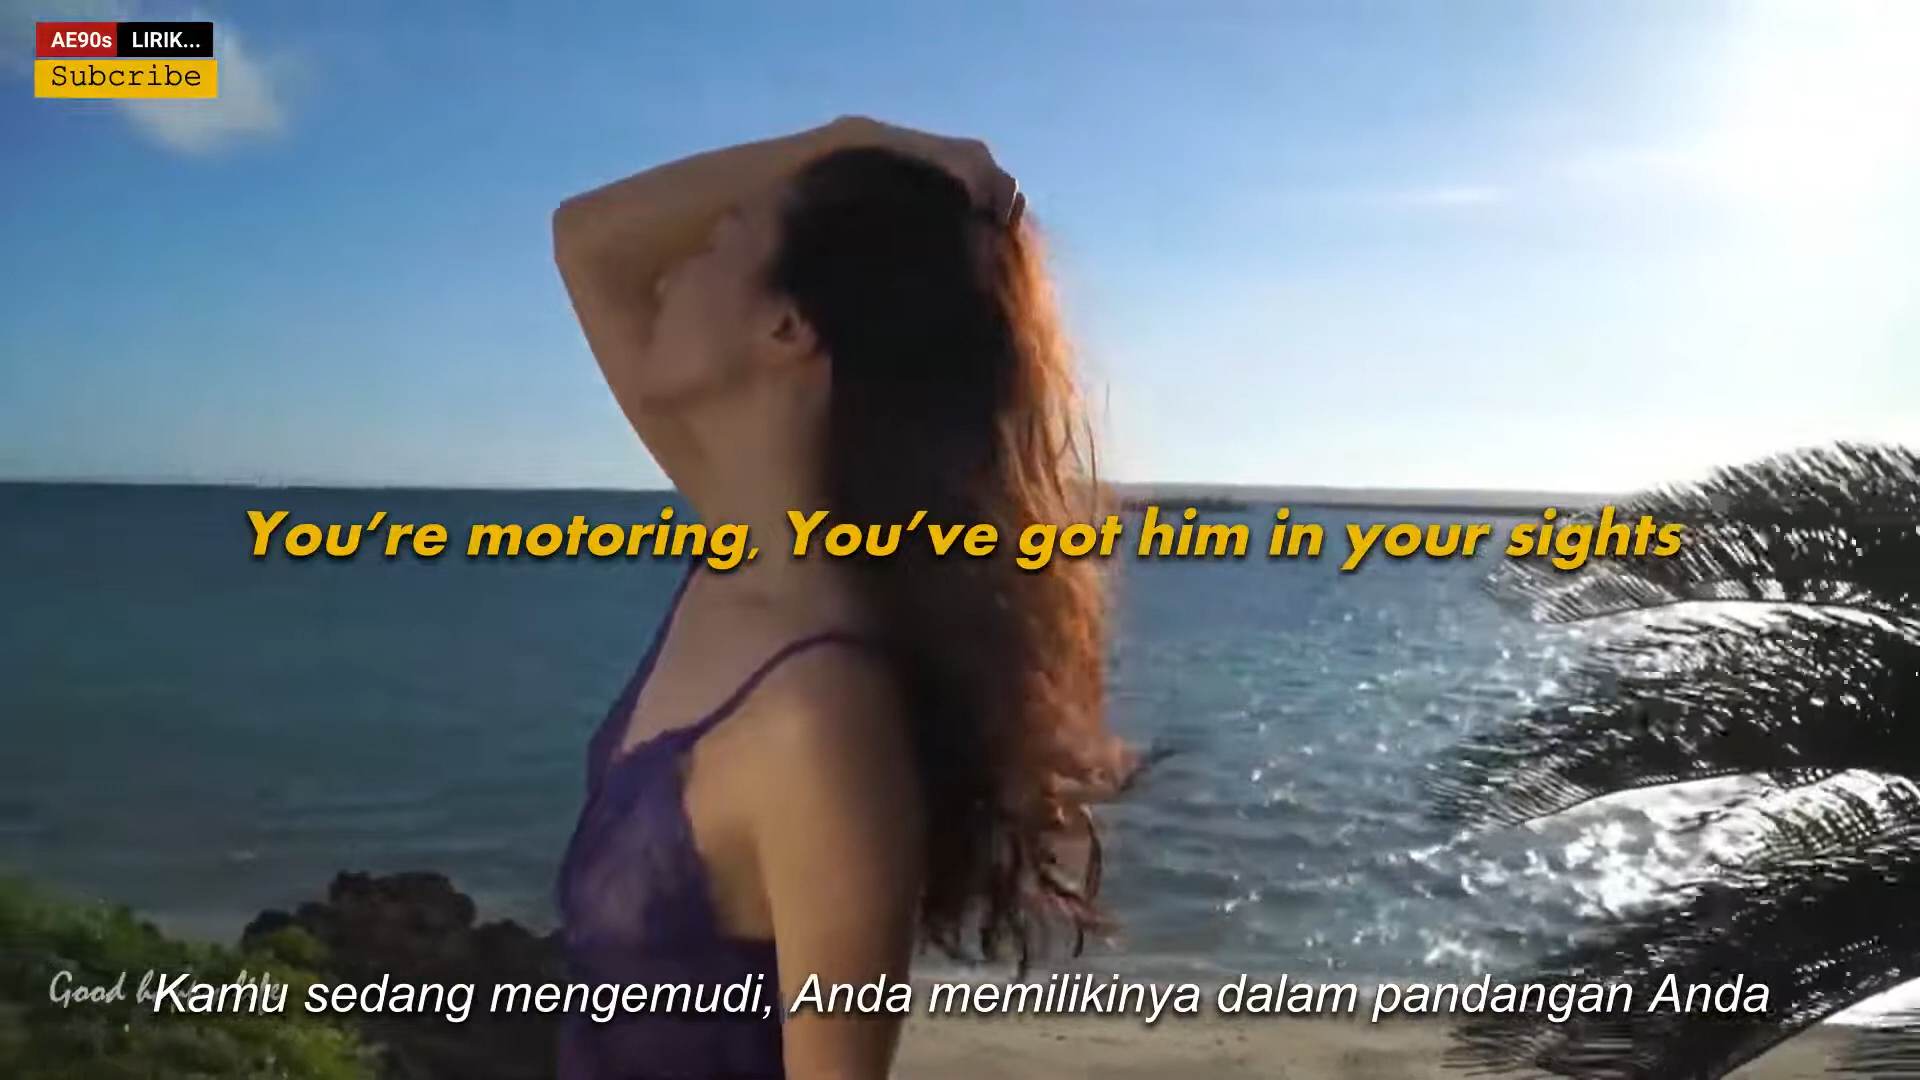 AE90s LIRIK...
Subcribe
You're motoring, You've got him in your sights
Good
Kamu sedang mengemudi, Anda memilikinya dalam pandangan Anda